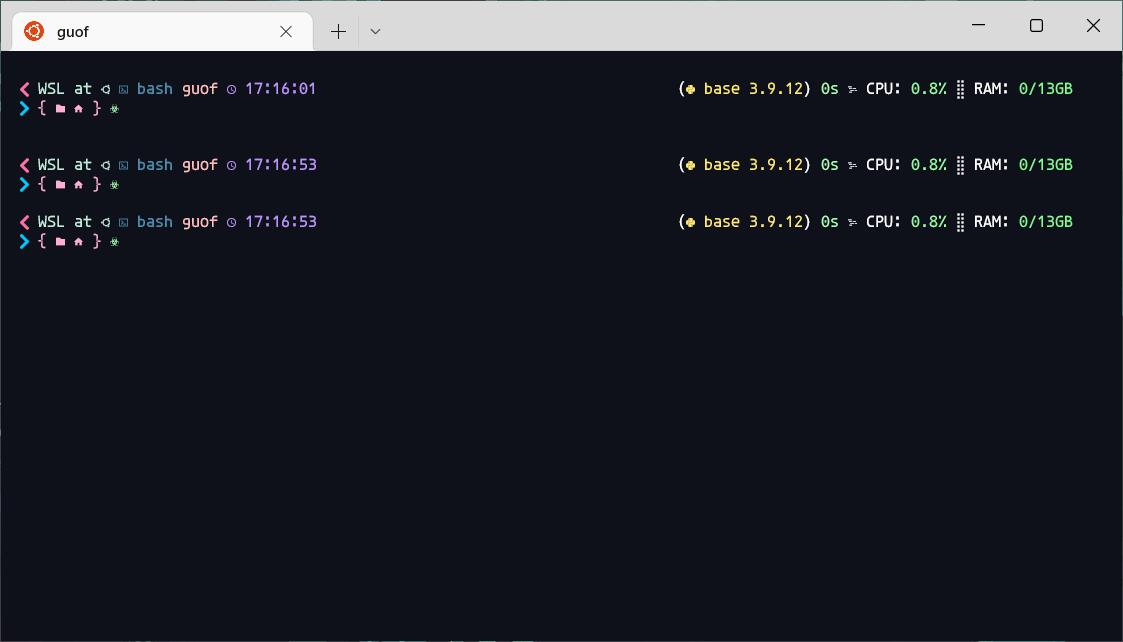 guof
WSL at bash guof 17:16:01 (base 3.9.12) 0s CPU: 0.8% RAM: 0/13GB
{ }
WSL at bash guof 17:16:53 (base 3.9.12) 0s CPU: 0.8% RAM: 0/13GB
{ }
WSL at bash guof 17:16:53 (base 3.9.12) 0s CPU: 0.8% RAM: 0/13GB
{ }